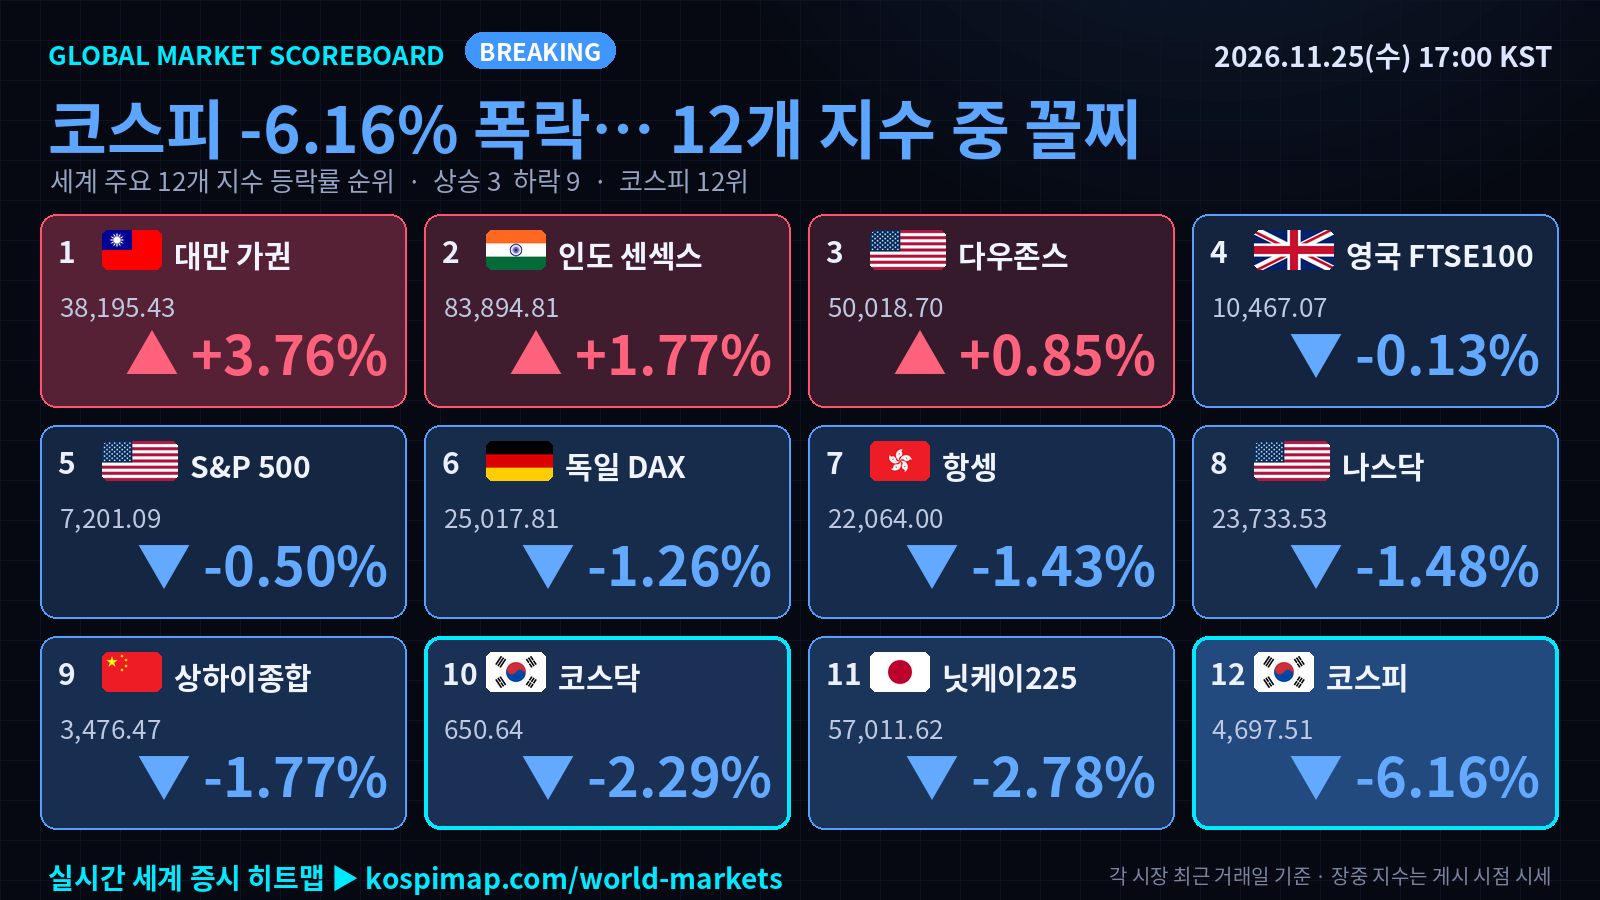 GLOBAL MARKET SCOREBOARD BREAKING 2026.11.25(수) 17:00 KST
코스피 -6.16% 폭락… 12개 지수 중 꼴찌
세계 주요 12개 지수 등락률 순위 · 상승 3 하락 9 · 코스피 12위
1 대만 가권
38,195.43
▲ +3.76%
2 인도 센섹스
83,894.81
▲ +1.77%
3 다우존스
50,018.70
▲ +0.85%
4 영국 FTSE100
10,467.07
▼ -0.13%
5 S&P 500
7,201.09
▼ -0.50%
6 독일 DAX
25,017.81
▼ -1.26%
7 항셍
22,064.00
▼ -1.43%
8 나스닥
23,733.53
▼ -1.48%
9 상하이종합
3,476.47
▼ -1.77%
10 코스닥
650.64
▼ -2.29%
11 닛케이225
57,011.62
▼ -2.78%
12 코스피
4,697.51
▼ -6.16%
실시간 세계 증시 히트맵 ▶ kospimap.com/world-markets
각 시장 최근 거래일 기준 · 장중 지수는 게시 시점 시세